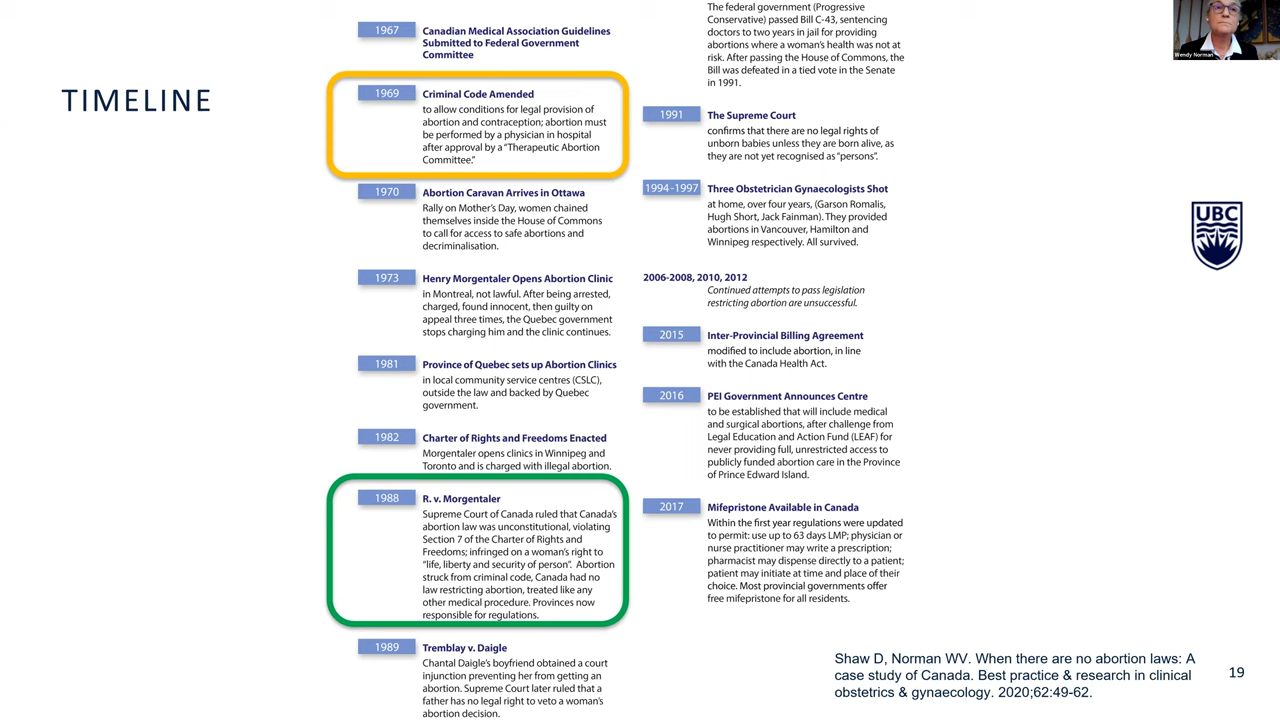 TIMELINE
1967
Canadian Medical Association Guidelines
Submitted to Federal Government
Committee
1969
Criminal Code Amended
to allow conditions for legal provision of
abortion and contraception; abortion must
be performed by a physician in hospital
after approval by a “Therapeutic Abortion
Committee.”
1970
Abortion Caravan Arrives in Ottawa
Rally on Mother’s Day, women chained
themselves inside the House of Commons
to call for access to safe abortions and
decriminalisation.
1973
Henry Morgentaler Opens Abortion Clinic
in Montreal, not lawful. After being arrested,
charged, found innocent, then guilty on
appeal three times, the Quebec government
stops charging him and the clinic continues.
1981
Province of Quebec sets up Abortion Clinics
in local community service centres (CSLC),
outside the law and backed by Quebec
government.
1982
Charter of Rights and Freedoms Enacted
Morgentaler opens clinics in Winnipeg and
Toronto and is charged with illegal abortion.
1988
R. v. Morgentaler
Supreme Court of Canada ruled that Canada’s
abortion law was unconstitutional, violating
Section 7 of the Charter of Rights and
Freedoms; infringed on a woman’s right to
“life, liberty and security of person”. Abortion
struck from criminal code, Canada had no
law restricting abortion, treated like any
other medical procedure. Provinces now
responsible for regulations.
1989
Tremblay v. Daigle
Chantal Daigle’s boyfriend obtained a court
injunction preventing her from getting an
abortion. Supreme Court later ruled that a
father has no legal right to veto a woman’s
abortion decision.
The federal government (Progressive
Conservative) passed Bill C-43, sentencing
doctors to two years in jail for providing
abortions where a woman’s health was not at
risk. After passing the House of Commons, the
Bill was defeated in a tied vote in the Senate
in 1991.
1991
The Supreme Court
confirms that there are no legal rights of
unborn babies unless they are born alive, as
they are not yet recognised as “persons”.
1994-1997
Three Obstetrician Gynaecologists Shot
at home, over four years, (Garson Romalis,
Hugh Short, Jack Fainman). They provided
abortions in Vancouver, Hamilton and
Winnipeg respectively. All survived.
2006-2008, 2010, 2012
Continued attempts to pass legislation
restricting abortion are unsuccessful.
2015
Inter-Provincial Billing Agreement
modified to include abortion, in line
with the Canada Health Act.
2016
PEI Government Announces Centre
to be established that will include medical
and surgical abortions, after challenge from
Legal Education and Action Fund (LEAF) for
never providing full, unrestricted access to
publicly funded abortion care in the Province
of Prince Edward Island.
2017
Mifepristone Available in Canada
Within the first year regulations were updated
to permit: use up to 63 days LMP; physician or
nurse practitioner may write a prescription;
pharmacist may dispense directly to a patient;
patient may initiate at time and place of their
choice. Most provincial governments offer
free mifepristone for all residents.
Wendy Norman
UBC
Shaw D, Norman WV. When there are no abortion laws: A
case study of Canada. Best practice & research in clinical
obstetrics & gynaecology. 2020;62:49-62.
19